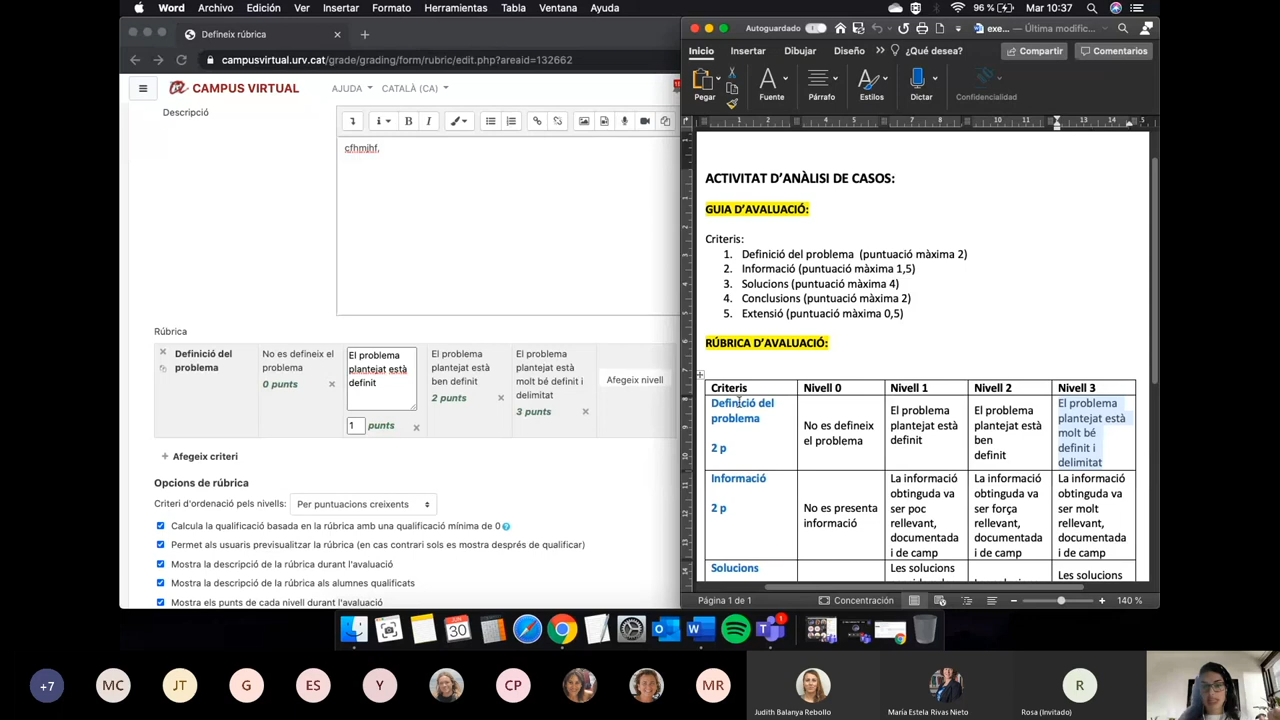 Word Archivo Edición Ver Insertar Formato Herramientas Tabla Ventana Ayuda
96 % Mar 10:37
Defineix rúbrica
campusvirtual.urv.cat/grade/grading/form/rubric/edit.php?areaid=132662
CAMPUS VIRTUAL AJUDA CATALÀ (CA)
Descripció
cfhmjhf,
Rúbrica
Definició del
problema
No es defineix el
problema
0 punts
El problema
plantejat està
definit
1 punts
El problema
plantejat està
ben definit
2 punts
El problema
plantejat està
molt bé definit i
delimitat
3 punts
Afegeix nivell
Afegeix criteri
Opcions de rúbrica
Criteri d'ordenació pels nivells: Per puntuacions creixents
Calcula la qualificació basada en la rúbrica amb una qualificació mínima de 0
Permet als usuaris previsualitzar la rúbrica (en cas contrari sols es mostra després de qualificar)
Mostra la descripció de la rúbrica durant l'avaluació
Mostra la descripció de la rúbrica als alumnes qualificats
Mostra els punts de cada nivell durant l'avaluació
Autoguardado exe... — Última modific...
Inicio Insertar Dibujar Diseño ¿Qué desea? Compartir Comentarios
Pegar Fuente Párrafo Estilos Dictar Confidencialidad
ACTIVITAT D'ANÀLISI DE CASOS:
GUIA D'AVALUACIÓ:
Criteris:
1. Definició del problema (puntuació màxima 2)
2. Informació (puntuació màxima 1,5)
3. Solucions (puntuació màxima 4)
4. Conclusions (puntuació màxima 2)
5. Extensió (puntuació màxima 0,5)
RÚBRICA D'AVALUACIÓ:
Criteris Nivell 0 Nivell 1 Nivell 2 Nivell 3
Definició del
problema
2 p
No es defineix
el problema
El problema
plantejat està
definit
El problema
plantejat està
ben
definit
El problema
plantejat està
molt bé
definit i
delimitat
Informació
2 p
No es presenta
informació
La informació
obtinguda va
ser poc
rellevant,
documentada
i de camp
La informació
obtinguda va
ser força
rellevant,
documentada
i de camp
La informació
obtinguda va
ser molt
rellevant,
documentada
i de camp
Solucions
Les solucions
Les solucions
Página 1 de 1 Concentración 140 %
JUN
30
1
+7 MC JT G ES Y CP MR R
Judith Balanya Rebollo María Estela Rivas Nieto Rosa (Invitado)